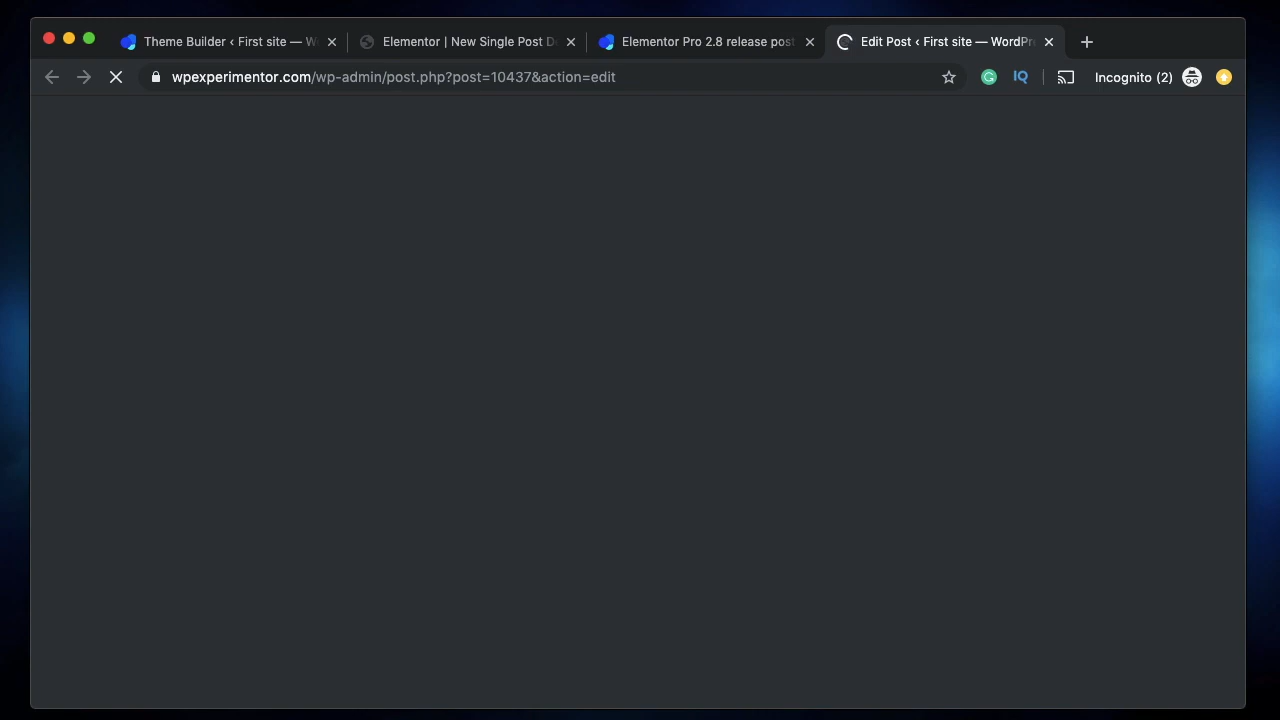 Theme Builder ‹ First site — W
Elementor | New Single Post D
Elementor Pro 2.8 release post
Edit Post ‹ First site — WordPr
wpexperimentor.com/wp-admin/post.php?post=10437&action=edit
IQ
Incognito (2)